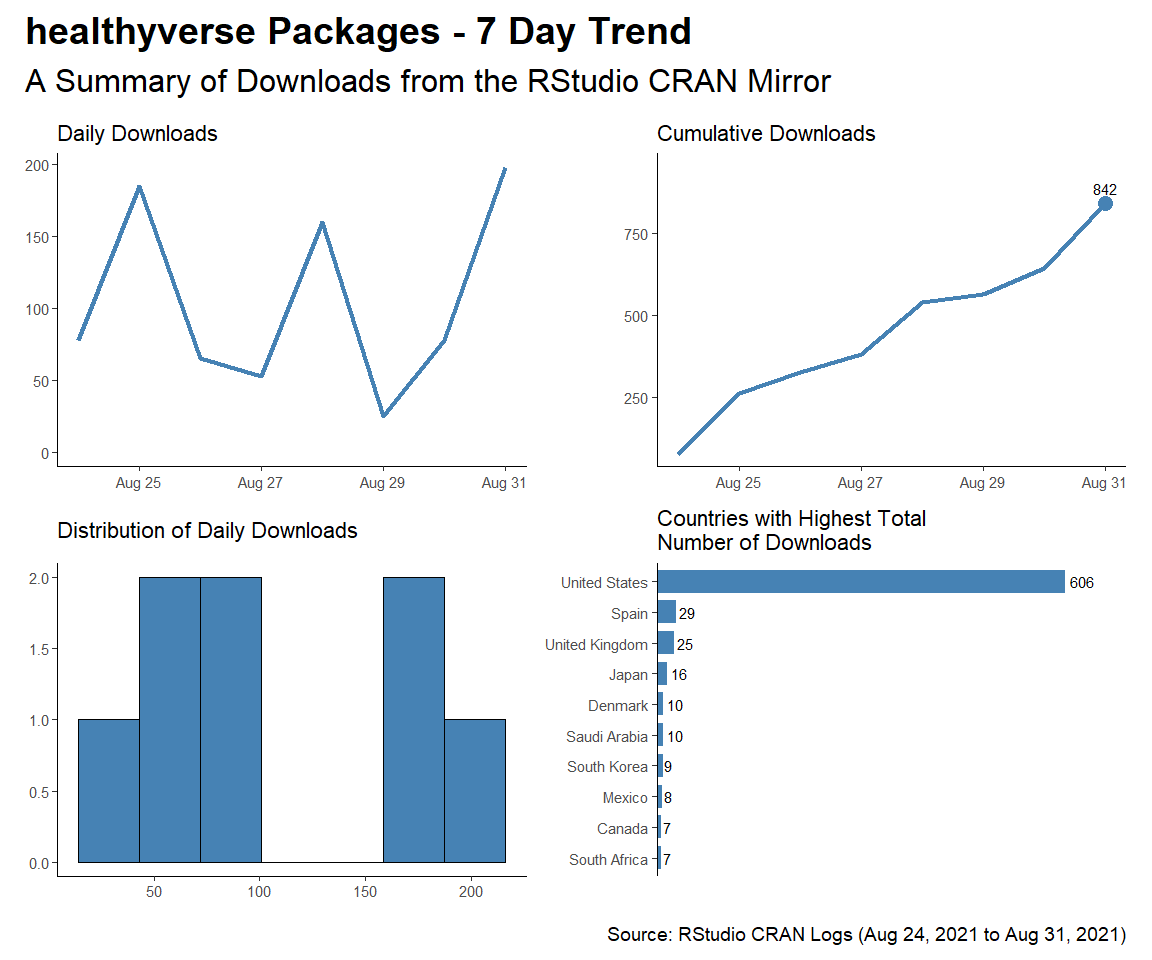 healthyverse Packages - 7 Day Trend
A Summary of Downloads from the RStudio CRAN Mirror
Daily Downloads
200
150
100
50
0
Aug 25 Aug 27 Aug 29 Aug 31
Cumulative Downloads
842
750
500
250
Aug 25 Aug 27 Aug 29 Aug 31
Distribution of Daily Downloads
2.0
1.5
1.0
0.5
0.0
50 100 150 200
Countries with Highest Total
Number of Downloads
United States 606
Spain 29
United Kingdom 25
Japan 16
Denmark 10
Saudi Arabia 10
South Korea 9
Mexico 8
Canada 7
South Africa 7
Source: RStudio CRAN Logs (Aug 24, 2021 to Aug 31, 2021)